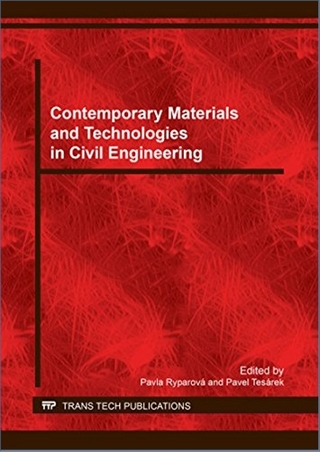 Contemporary Materials
and Technologies
in Civil Engineering
Edited by
Pavla Ryparová and Pavel Tesárek
TTP TRANS TECH PUBLICATIONS